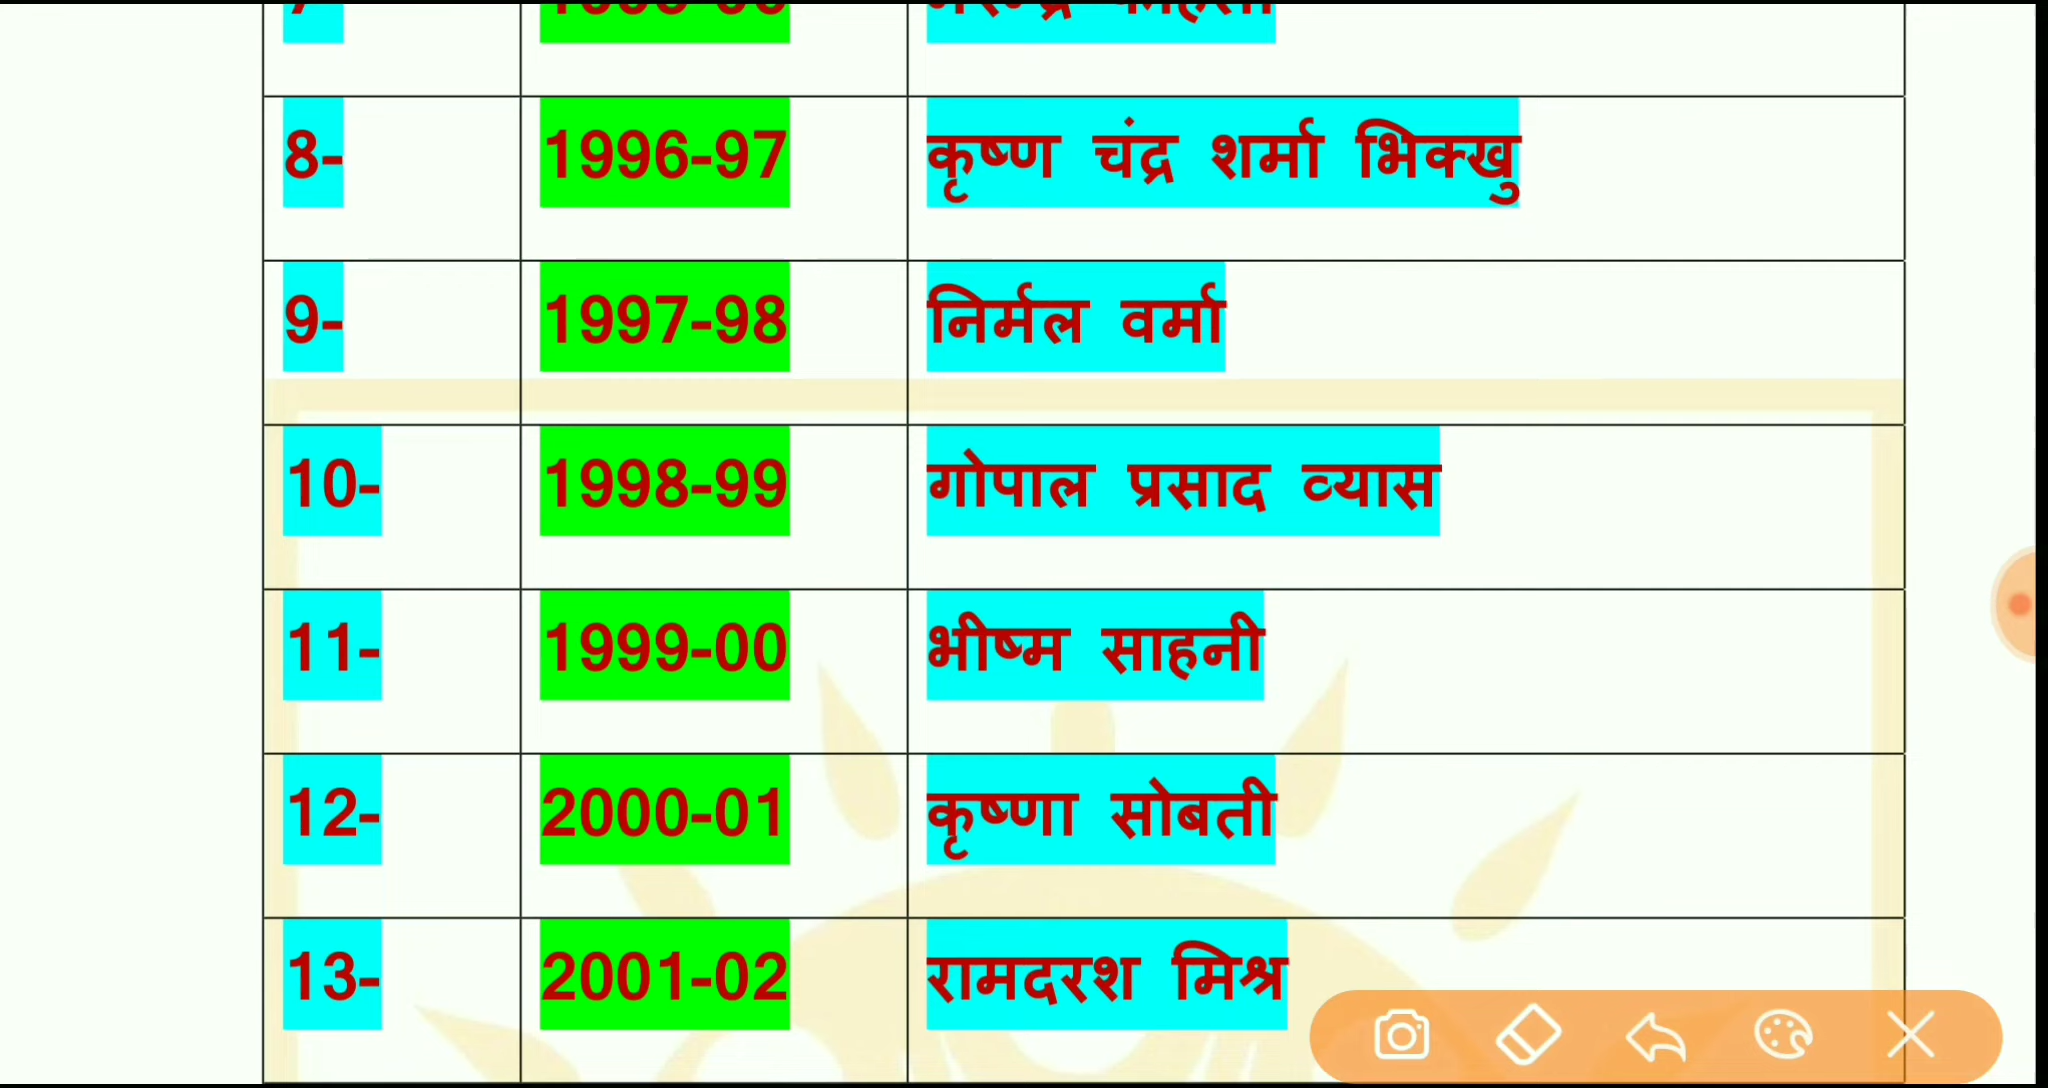 8- 1996-97 कृष्ण चंद्र शर्मा भिक्खु
9- 1997-98 निर्मल वर्मा
10- 1998-99 गोपाल प्रसाद व्यास
11- 1999-00 भीष्म साहनी
12- 2000-01 कृष्णा सोबती
13- 2001-02 रामदरश मिश्र